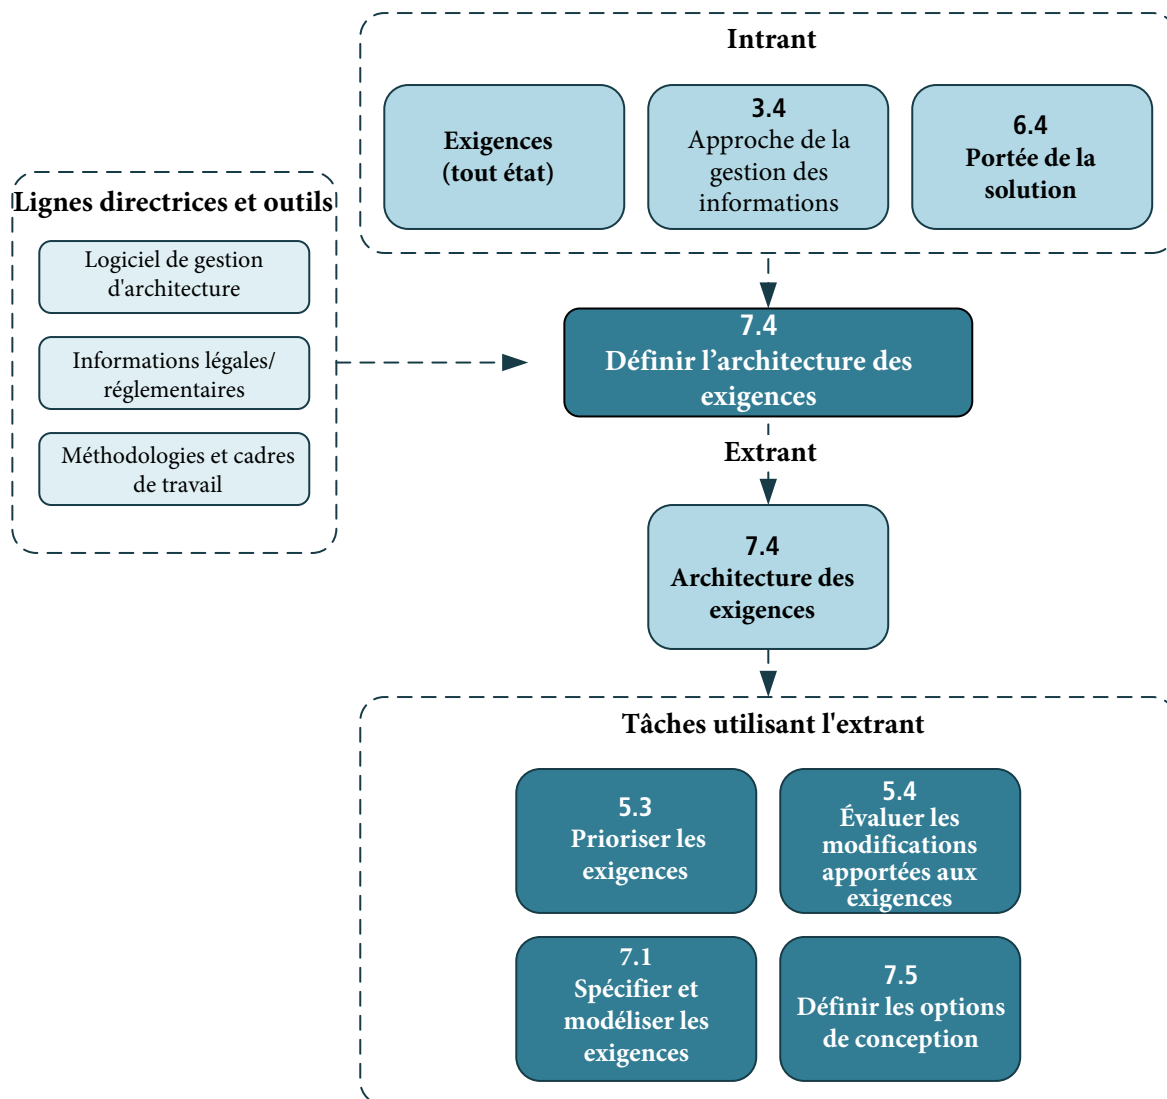 Intrant
Exigences
(tout état)
3.4
Approche de la
gestion des
informations
6.4
Portée de la
solution
Lignes directrices et outils
Logiciel de gestion
d'architecture
Informations légales/
réglementaires
Méthodologies et cadres
de travail
7.4
Définir l’architecture des
exigences
Extrant
7.4
Architecture des
exigences
Tâches utilisant l'extrant
5.3
Prioriser les
exigences
5.4
Évaluer les
modifications
apportées aux
exigences
7.1
Spécifier et
modéliser les
exigences
7.5
Définir les options
de conception